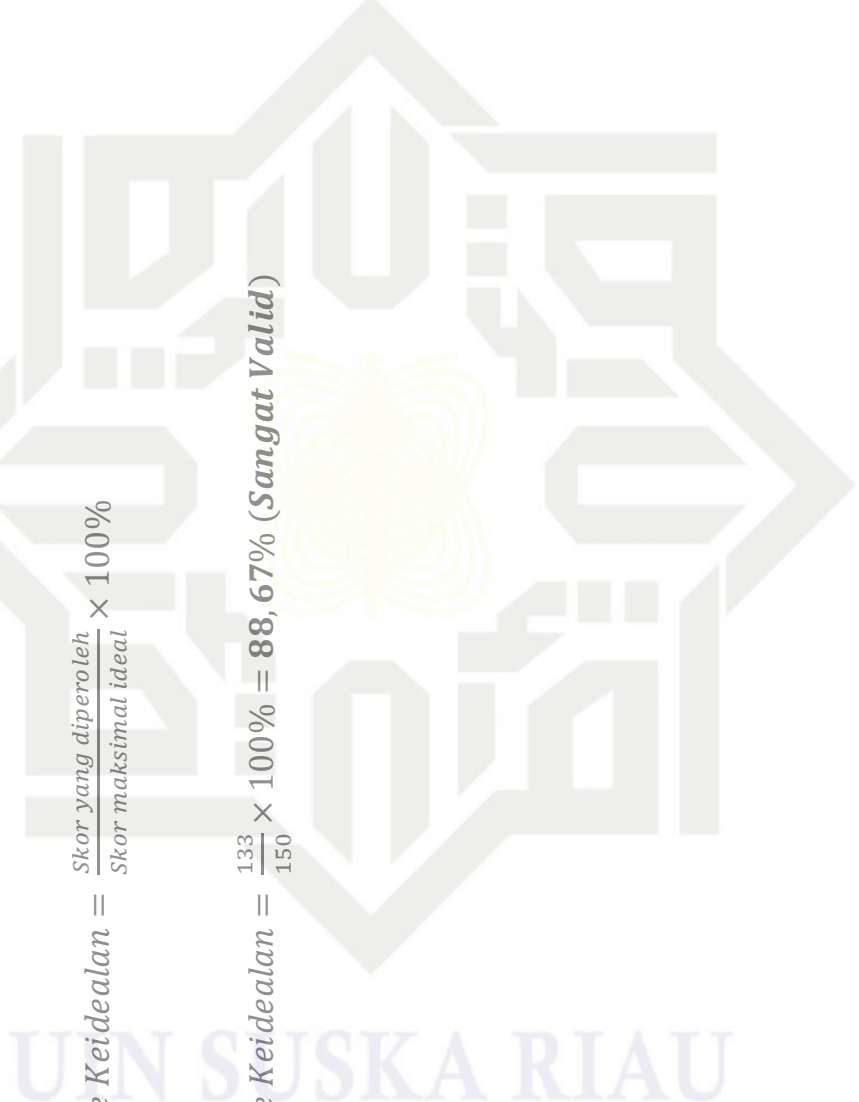 Keidealan = Skor yang diperoleh / Skor maksimal ideal × 100%
Keidealan = 133 / 150 × 100% = 88,67% (Sangat Valid)
UIN SUSKA RIAU